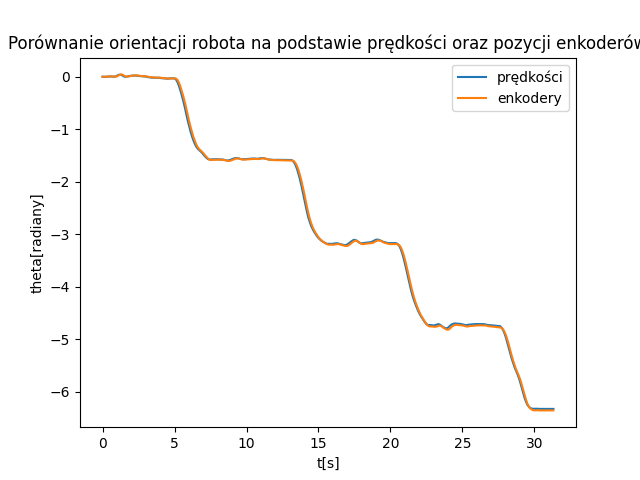 Porównanie orientacji robota na podstawie prędkości oraz pozycji enkoderów
prędkości
enkodery
theta[radiany]
0
−1
−2
−3
−4
−5
−6
0 5 10 15 20 25 30
t[s]